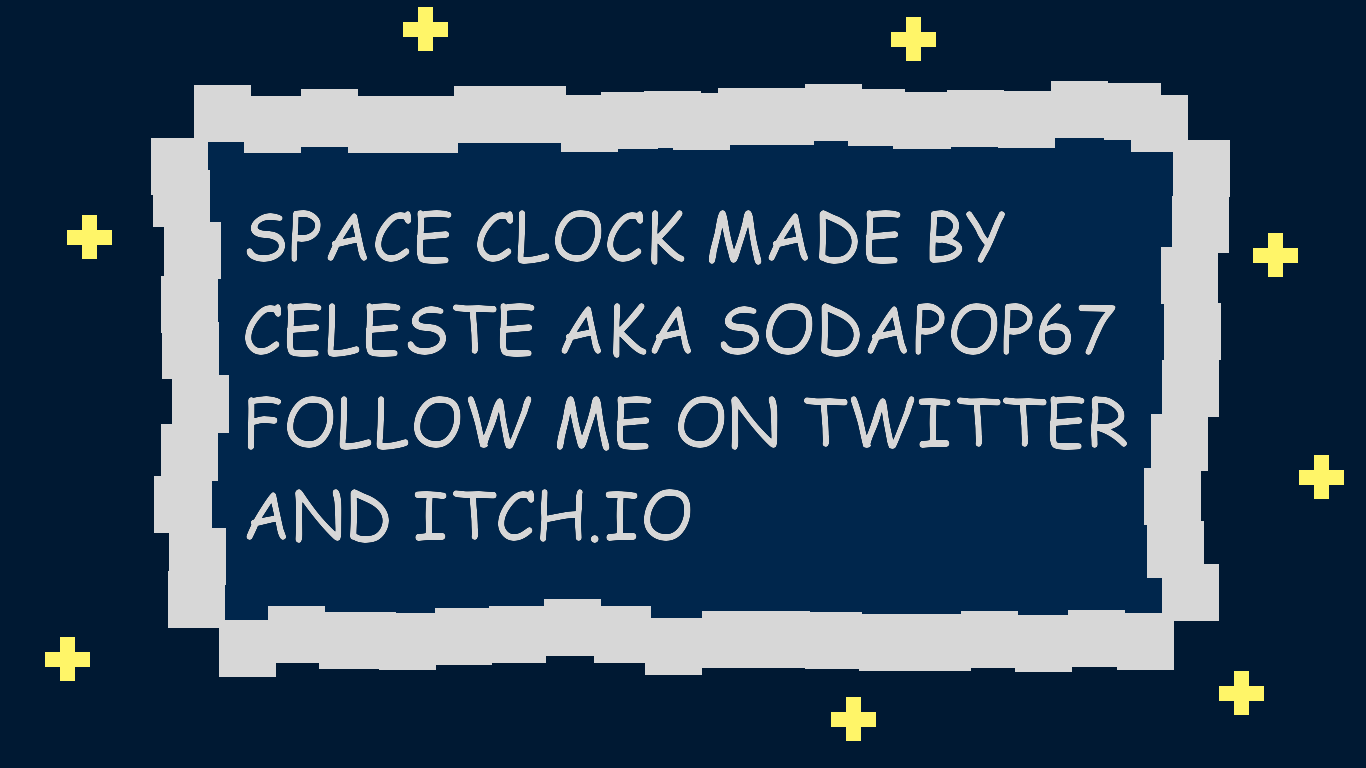 SPACE CLOCK MADE BY
CELESTE AKA SODAPOP67
FOLLOW ME ON TWITTER
AND ITCH.IO